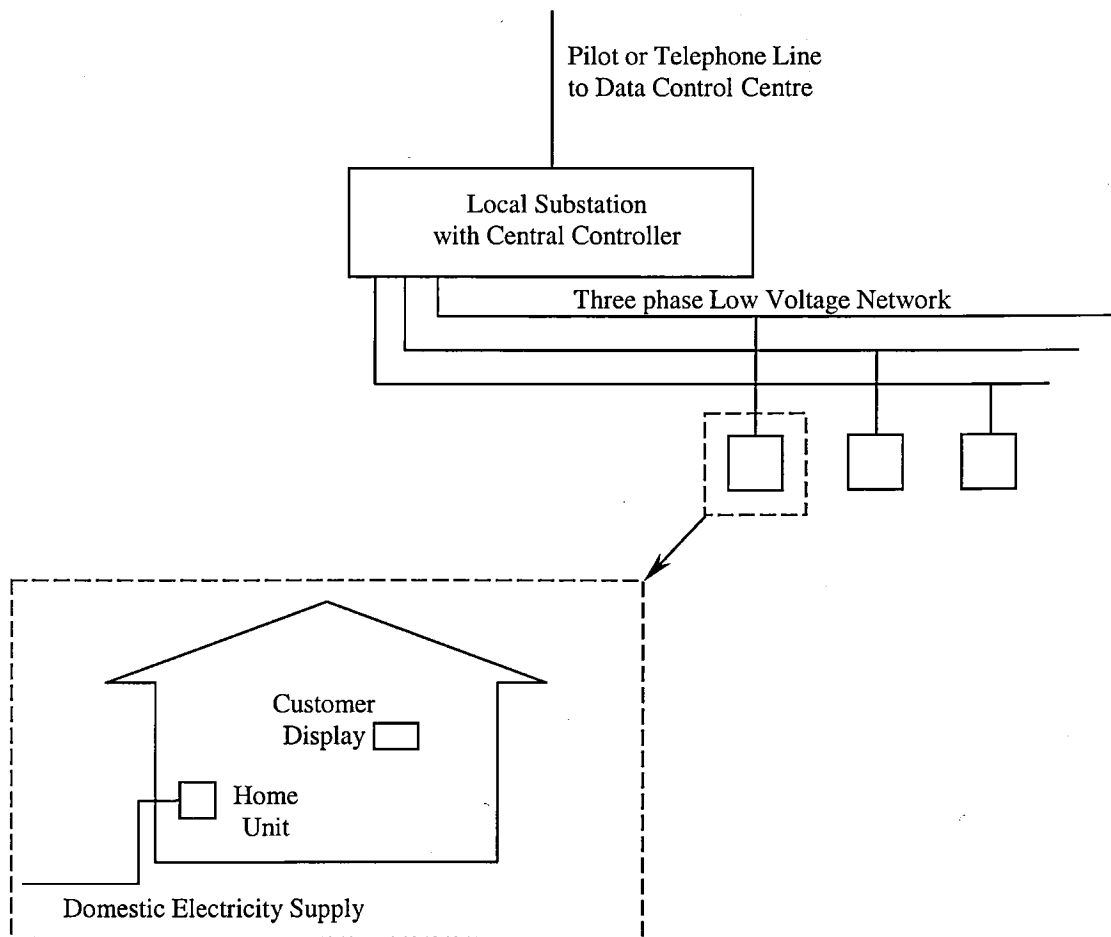 Pilot or Telephone Line
to Data Control Centre
Local Substation
with Central Controller
Three phase Low Voltage Network
Customer
Display
Home
Unit
Domestic Electricity Supply